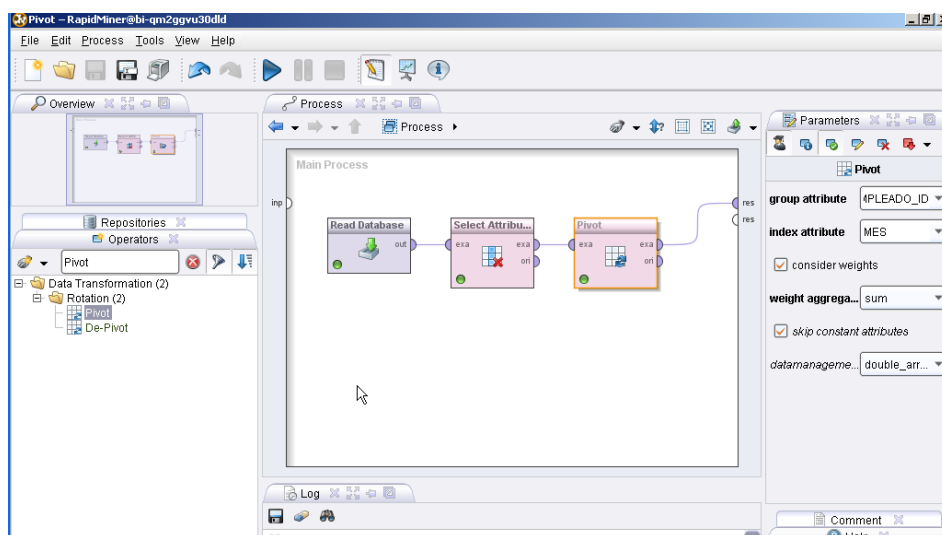 Pivot – RapidMiner@bi-qm2ggvu30dld
File Edit Process Tools View Help
Overview
Process
Process
Parameters
Pivot
Main Process
inp
res
res
Read Database
out
Select Attribu...
exa
exa
ori
Pivot
exa
exa
ori
group attribute
MPLEADO_ID
index attribute
MES
consider weights
weight aggrega...
sum
skip constant attributes
datamanageme...
double_arr...
Repositories
Operators
Pivot
Data Transformation (2)
Rotation (2)
Pivot
De-Pivot
Log
Comment
Help